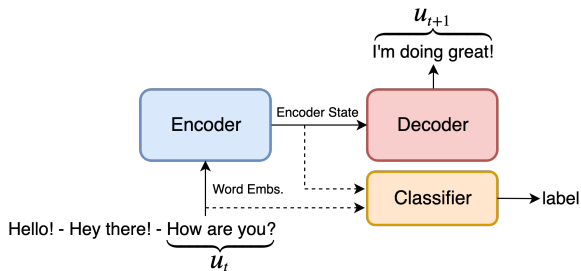 u_{t+1}
I'm doing great!
Encoder
Encoder State
Decoder
Word Embs.
Classifier
label
Hello! - Hey there! - How are you?
u_t